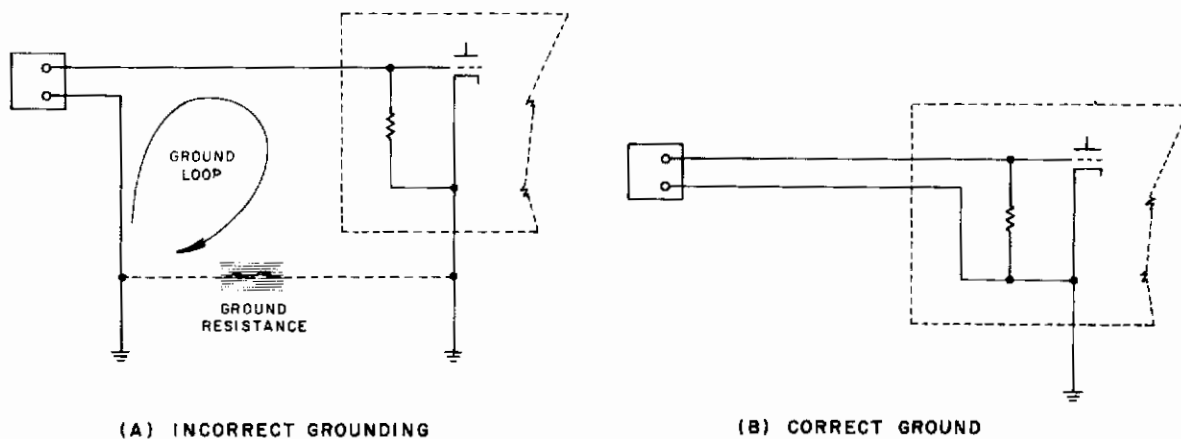 GROUND
LOOP
GROUND
RESISTANCE
(A) INCORRECT GROUNDING
(B) CORRECT GROUND